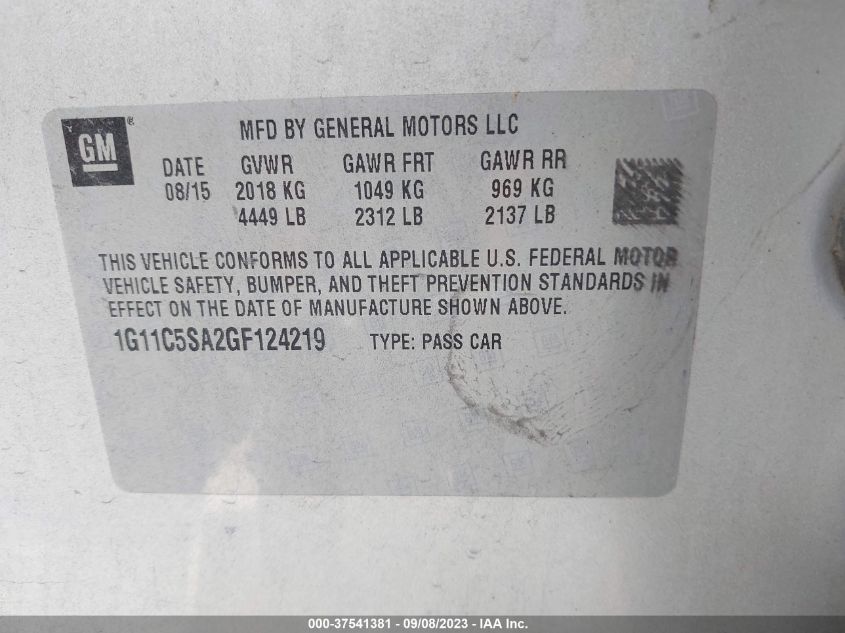 GM®
MFD BY GENERAL MOTORS LLC
DATE GVWR GAWR FRT GAWR RR
08/15 2018 KG 1049 KG 969 KG
4449 LB 2312 LB 2137 LB
THIS VEHICLE CONFORMS TO ALL APPLICABLE U.S. FEDERAL MOTOR
VEHICLE SAFETY, BUMPER, AND THEFT PREVENTION STANDARDS IN
EFFECT ON THE DATE OF MANUFACTURE SHOWN ABOVE.
1G11C5SA2GF124219 TYPE: PASS CAR
000-37541381 - 09/08/2023 - IAA Inc.